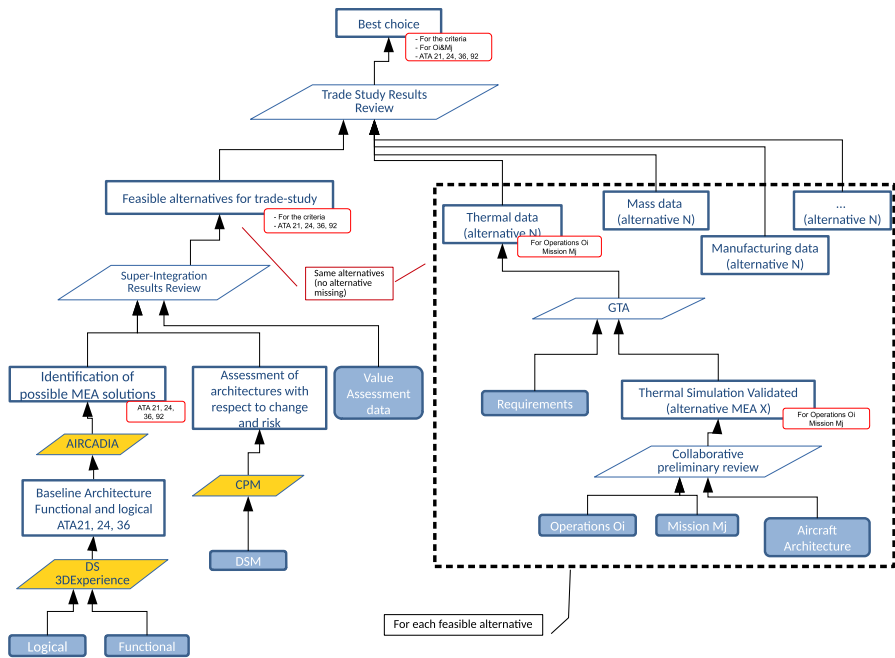 Best choice
- For the criteria
- For Oi&Mj
- ATA 21, 24, 36, 92
Trade Study Results
Review
Feasible alternatives for trade-study
- For the criteria
- ATA 21, 24, 36, 92
Thermal data
(alternative N)
For Operations Oi
Mission Mj
Mass data
(alternative N)
...
(alternative N)
Manufacturing data
(alternative N)
Super-Integration
Results Review
Same alternatives
(no alternative
missing)
GTA
Identification of
possible MEA solutions
ATA 21, 24,
36, 92
Assessment of
architectures with
respect to change
and risk
Value
Assessment
data
Requirements
Thermal Simulation Validated
(alternative MEA X)
For Operations Oi
Mission Mj
AIRCADIA
Collaborative
preliminary review
CPM
Baseline Architecture
Functional and logical
ATA21, 24, 36
Operations Oi
Mission Mj
Aircraft
Architecture
DSM
DS
3DExperience
For each feasible alternative
Logical
Functional